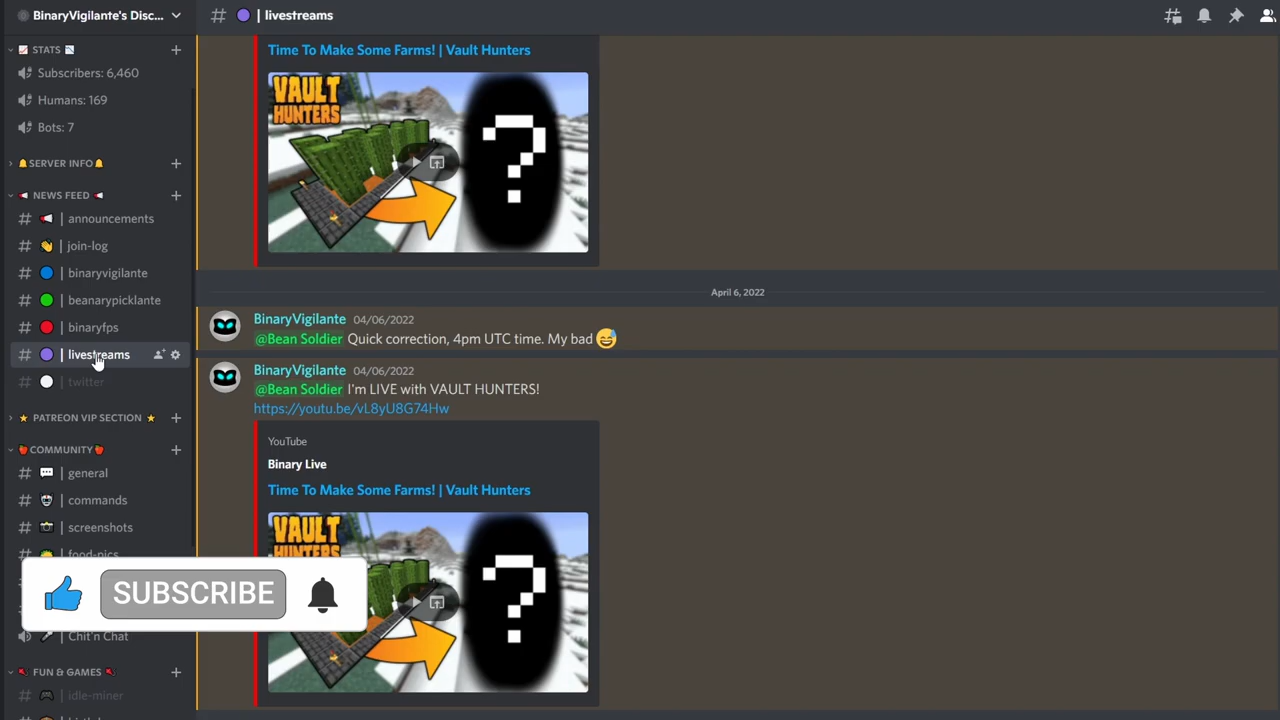 BinaryVigilante's Disc...
STATS
Subscribers: 6,460
Humans: 169
Bots: 7
SERVER INFO
NEWS FEED
| announcements
| join-log
| binaryvigilante
| beanarypicklante
| binaryfps
| livestreams
| twitter
PATREON VIP SECTION
COMMUNITY
| general
| commands
| screenshots
| food-pics
SUBSCRIBE
Chit'n Chat
FUN & GAMES
| idle-miner
# | livestreams
Time To Make Some Farms! | Vault Hunters
VAULT
HUNTERS
?
April 6, 2022
BinaryVigilante 04/06/2022
@Bean Soldier Quick correction, 4pm UTC time. My bad 😅
BinaryVigilante 04/06/2022
@Bean Soldier I'm LIVE with VAULT HUNTERS!
https://youtu.be/vL8yU8G74Hw
YouTube
Binary Live
Time To Make Some Farms! | Vault Hunters
VAULT
HUNTERS
?